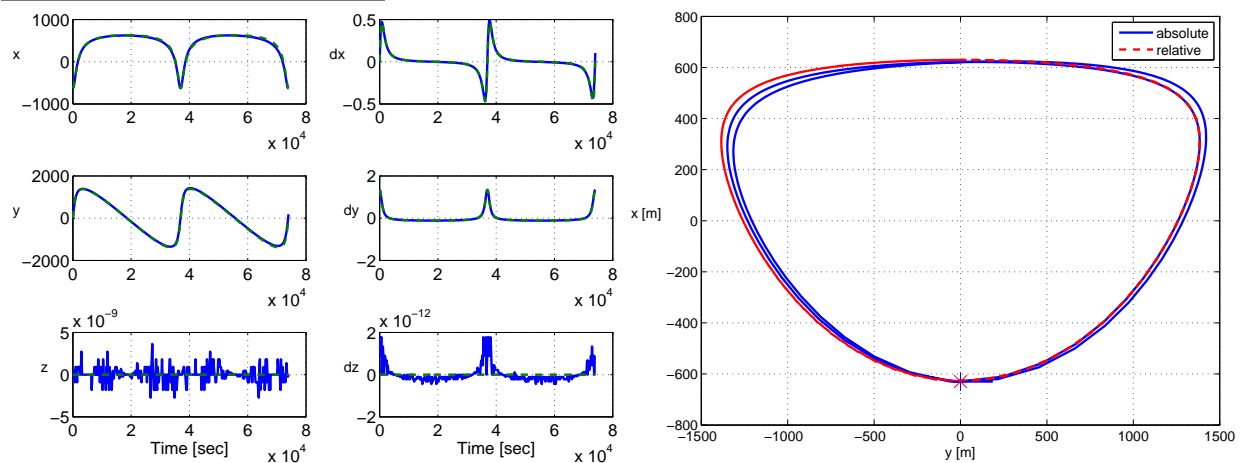 1000
0
−1000
x
0 2 4 6 8
x 10^4
0.5
0
−0.5
dx
0 2 4 6 8
x 10^4
2000
0
−2000
y
0 2 4 6 8
x 10^4
2
0
−2
dy
0 2 4 6 8
x 10^4
x 10^−9
5
0
−5
z
0 2 4 6 8
Time [sec]
x 10^4
x 10^−12
2
0
−2
dz
0 2 4 6 8
Time [sec]
x 10^4
800
600
400
200
0
−200
−400
−600
−800
x [m]
absolute
relative
−1500 −1000 −500 0 500 1000 1500
y [m]